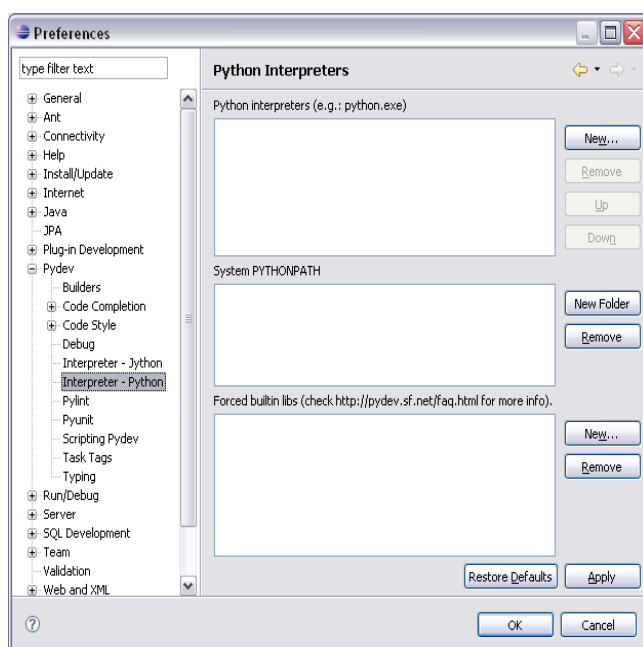 Preferences
type filter text
General
Ant
Connectivity
Help
Install/Update
Internet
Java
JPA
Plug-in Development
Pydev
Builders
Code Completion
Code Style
Debug
Interpreter - Jython
Interpreter - Python
Pylint
Pyunit
Scripting Pydev
Task Tags
Typing
Run/Debug
Server
SQL Development
Team
Validation
Web and XML
Python Interpreters
Python interpreters (e.g.: python.exe)
New...
Remove
Up
Down
System PYTHONPATH
New Folder
Remove
Forced builtin libs (check http://pydev.sf.net/faq.html for more info).
New...
Remove
Restore Defaults
Apply
?
OK
Cancel